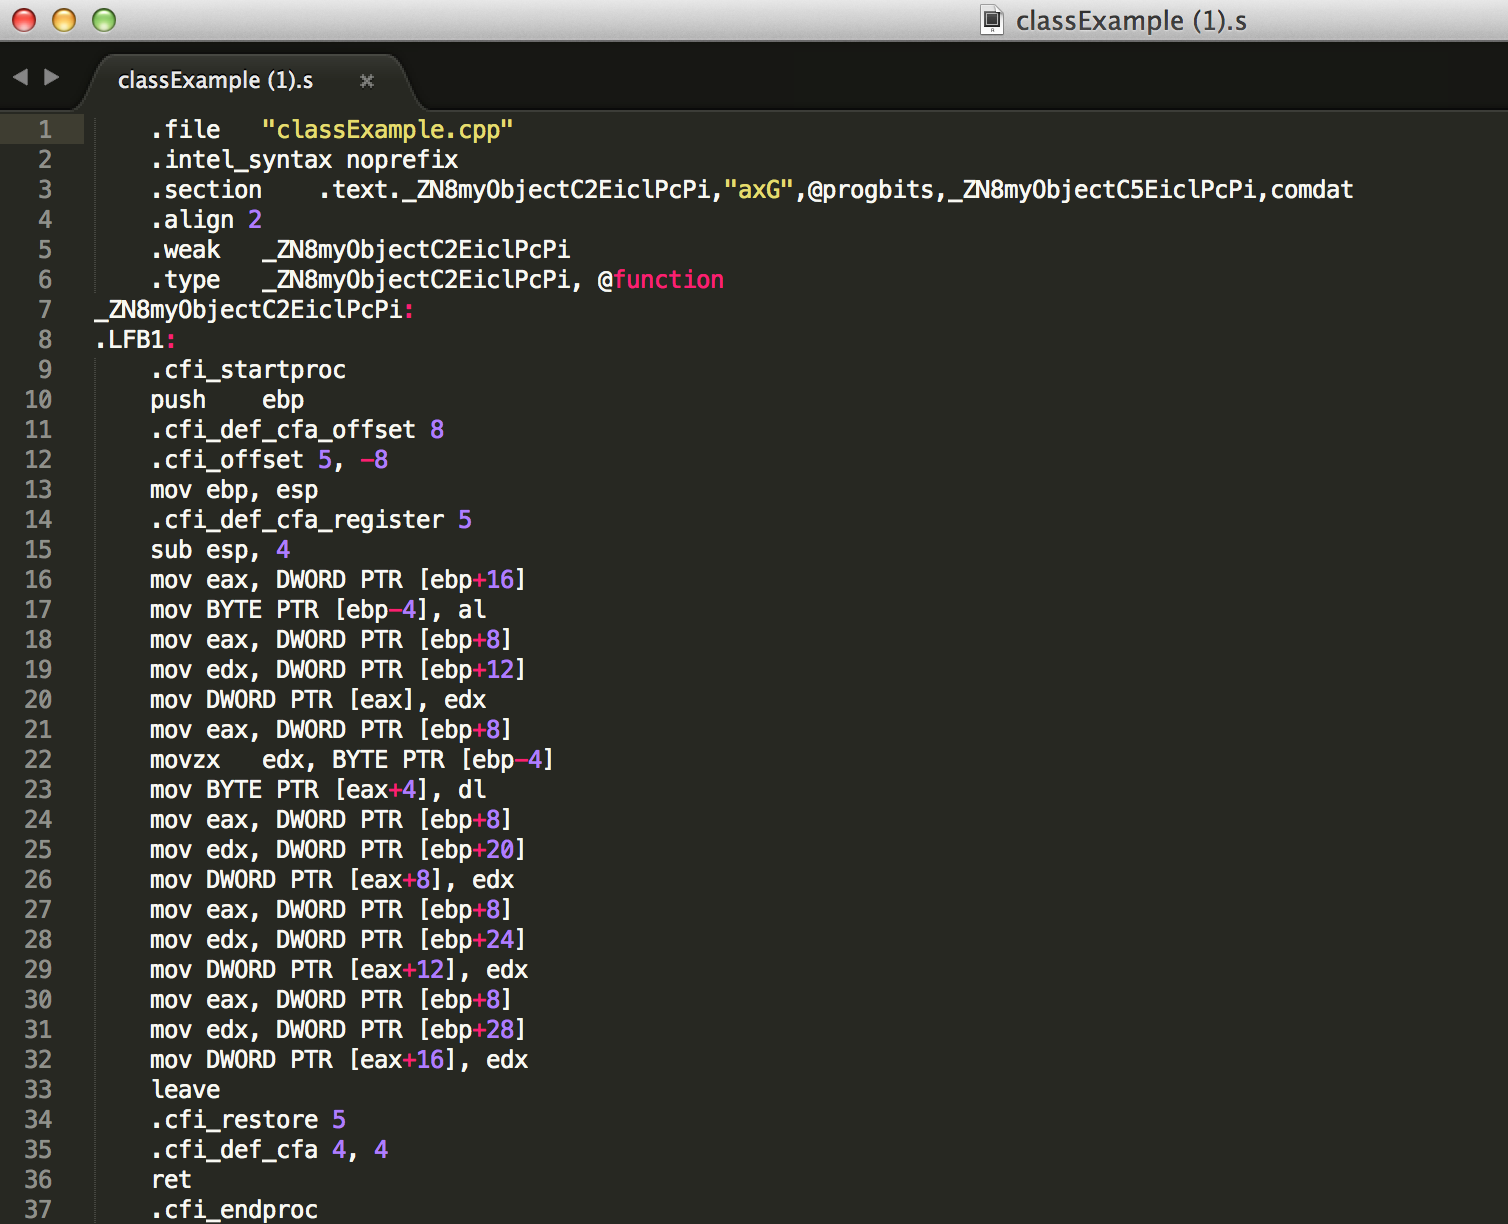 classExample (1).s
classExample (1).s ×
1 .file "classExample.cpp"
2 .intel_syntax noprefix
3 .section .text._ZN8myObjectC2EiclPcPi,"axG",@progbits,_ZN8myObjectC5EiclPcPi,comdat
4 .align 2
5 .weak _ZN8myObjectC2EiclPcPi
6 .type _ZN8myObjectC2EiclPcPi, @function
7 _ZN8myObjectC2EiclPcPi:
8 .LFB1:
9 .cfi_startproc
10 push ebp
11 .cfi_def_cfa_offset 8
12 .cfi_offset 5, -8
13 mov ebp, esp
14 .cfi_def_cfa_register 5
15 sub esp, 4
16 mov eax, DWORD PTR [ebp+16]
17 mov BYTE PTR [ebp-4], al
18 mov eax, DWORD PTR [ebp+8]
19 mov edx, DWORD PTR [ebp+12]
20 mov DWORD PTR [eax], edx
21 mov eax, DWORD PTR [ebp+8]
22 movzx edx, BYTE PTR [ebp-4]
23 mov BYTE PTR [eax+4], dl
24 mov eax, DWORD PTR [ebp+8]
25 mov edx, DWORD PTR [ebp+20]
26 mov DWORD PTR [eax+8], edx
27 mov eax, DWORD PTR [ebp+8]
28 mov edx, DWORD PTR [ebp+24]
29 mov DWORD PTR [eax+12], edx
30 mov eax, DWORD PTR [ebp+8]
31 mov edx, DWORD PTR [ebp+28]
32 mov DWORD PTR [eax+16], edx
33 leave
34 .cfi_restore 5
35 .cfi_def_cfa 4, 4
36 ret
37 .cfi_endproc